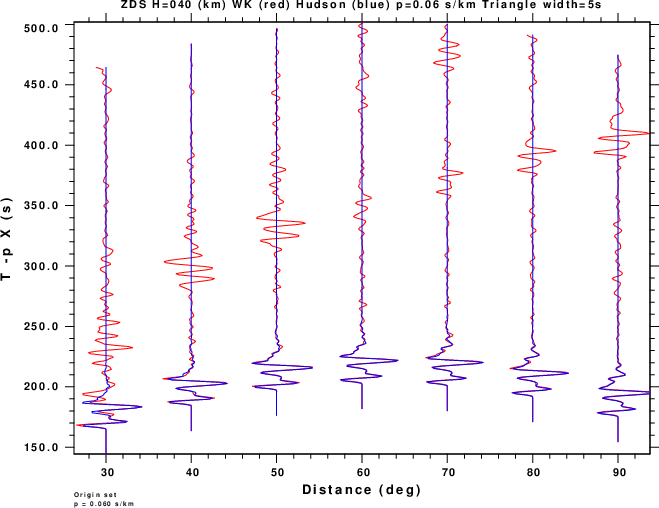 ZDS H=040 (km) WK (red) Hudson (blue) p=0.06 s/km Triangle width=5s
500.0
450.0
400.0
350.0
300.0
250.0
200.0
150.0
T -p X (s)
30 40 50 60 70 80 90
Distance (deg)
Origin set
p = 0.060 s/km